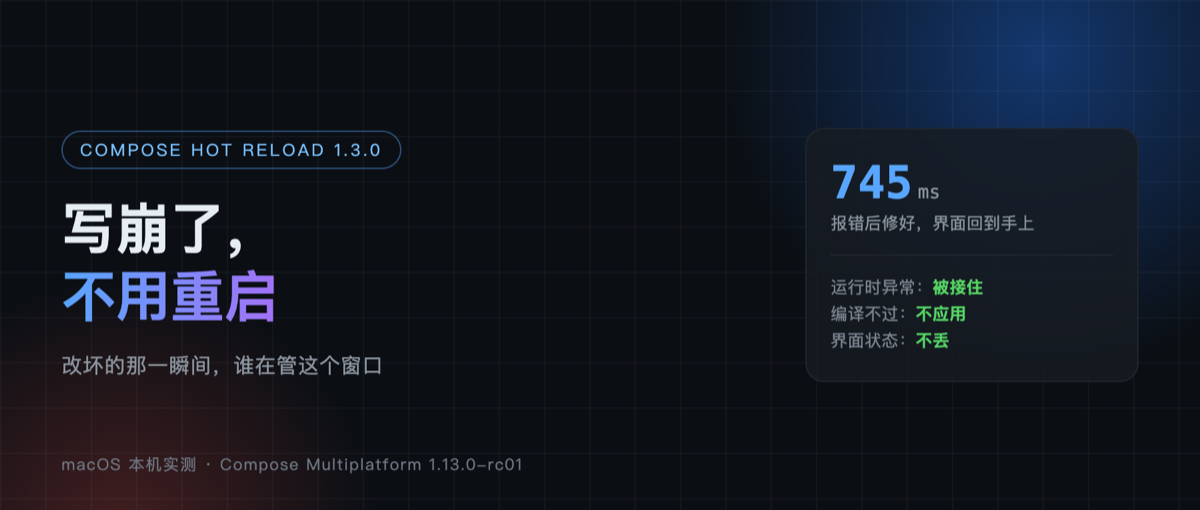 COMPOSE HOT RELOAD 1.3.0
写崩了，
不用重启
改坏的那一瞬间，谁在管这个窗口
macOS 本机实测 · Compose Multiplatform 1.13.0-rc01
745 ms
报错后修好，界面回到手上
运行时异常：被接住
编译不过：不应用
界面状态：不丢